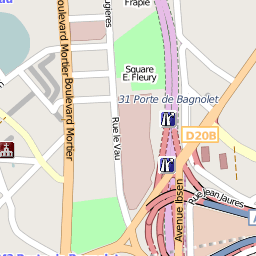 Frapié
Square
E. Fleury
31 Porte de Bagnolet
D20B
Boulevard Mortier
Boulevard Mortier
Rue le Vau
Avenue Ibsen
Rue Jean Jaures